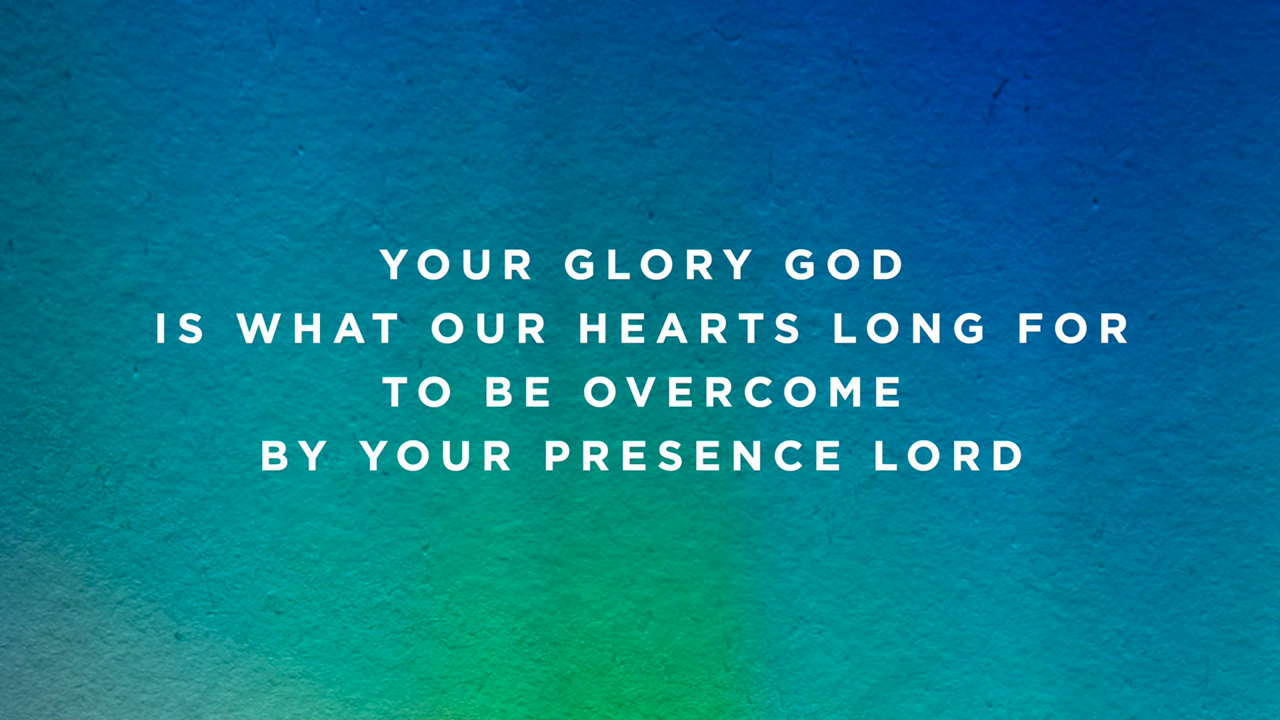 YOUR GLORY GOD
IS WHAT OUR HEARTS LONG FOR
TO BE OVERCOME
BY YOUR PRESENCE LORD